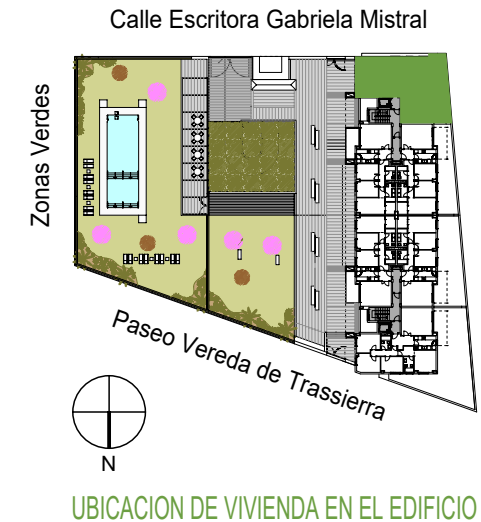 Calle Escritora Gabriela Mistral
Zonas Verdes
Paseo Vereda de Trassierra
N
UBICACION DE VIVIENDA EN EL EDIFICIO